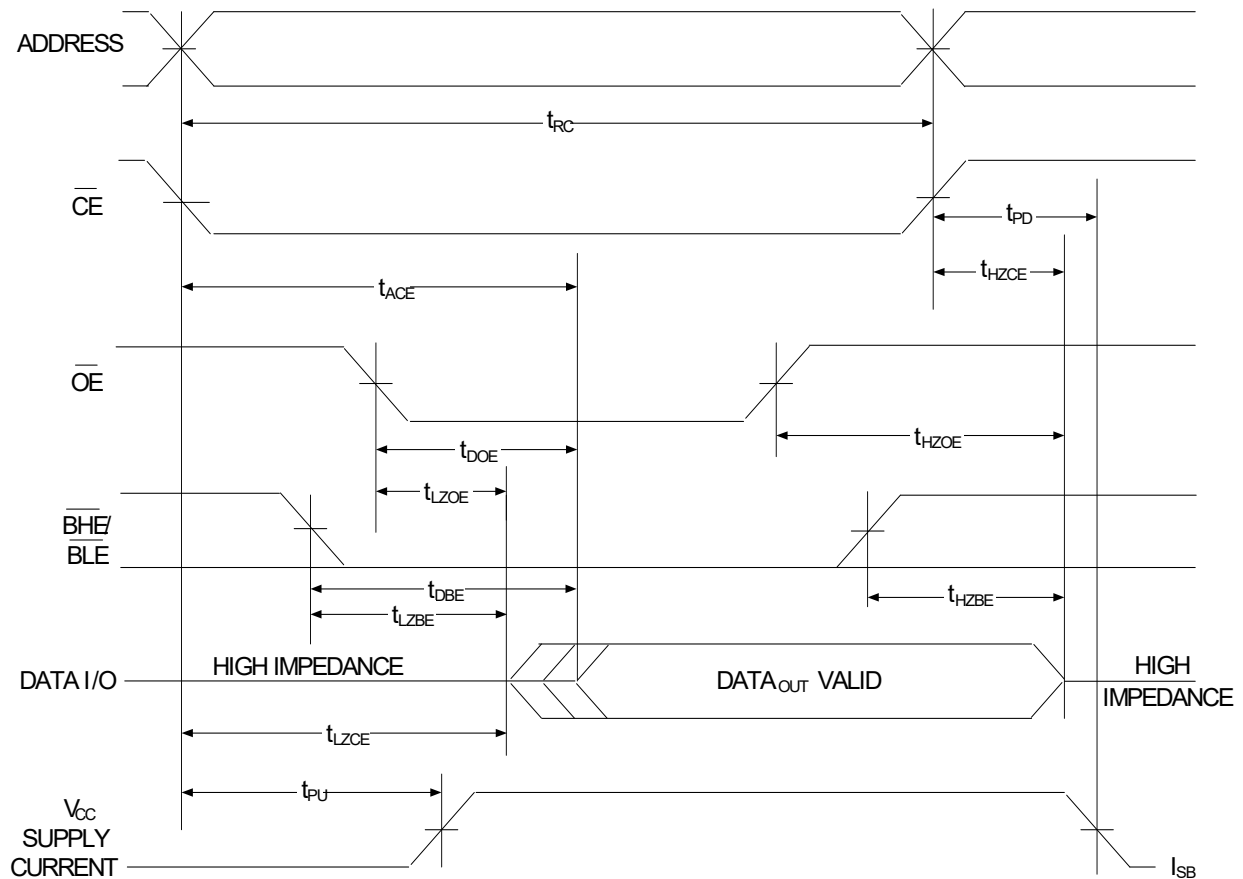 ADDRESS
tRC
CE
tPD
tHZCE
tACE
OE
tHZOE
tDOE
tLZOE
BHE/
BLE
tDBE
tHZBE
tLZBE
HIGH IMPEDANCE
DATA I/O
DATAOUT VALID
HIGH
IMPEDANCE
tLZCE
tPU
VCC
SUPPLY
CURRENT
ISB